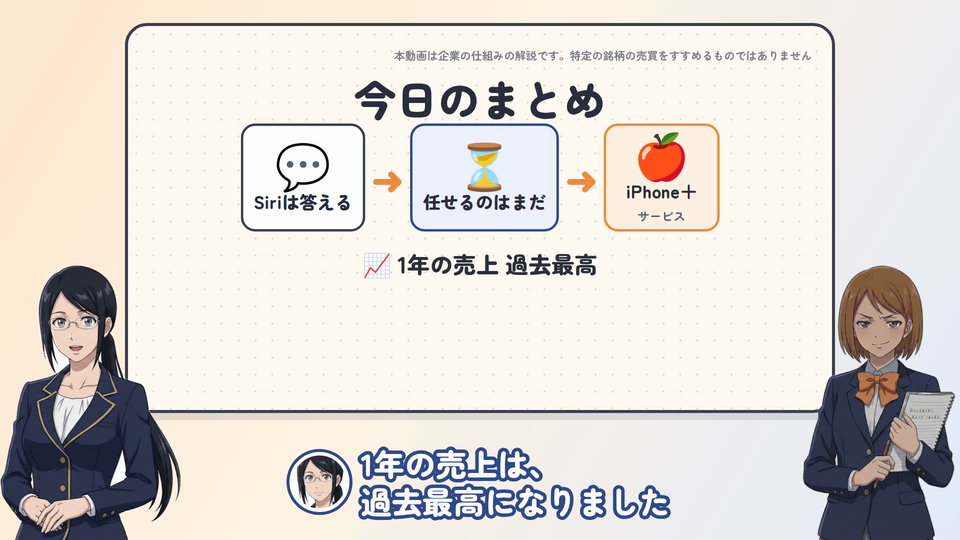 本動画は企業の仕組みの解説です。特定の銘柄の売買をすすめるものではありません
今日のまとめ
Siriは答える
任せるのはまだ
iPhone＋
サービス
1年の売上 過去最高
1年の売上は、
過去最高になりました